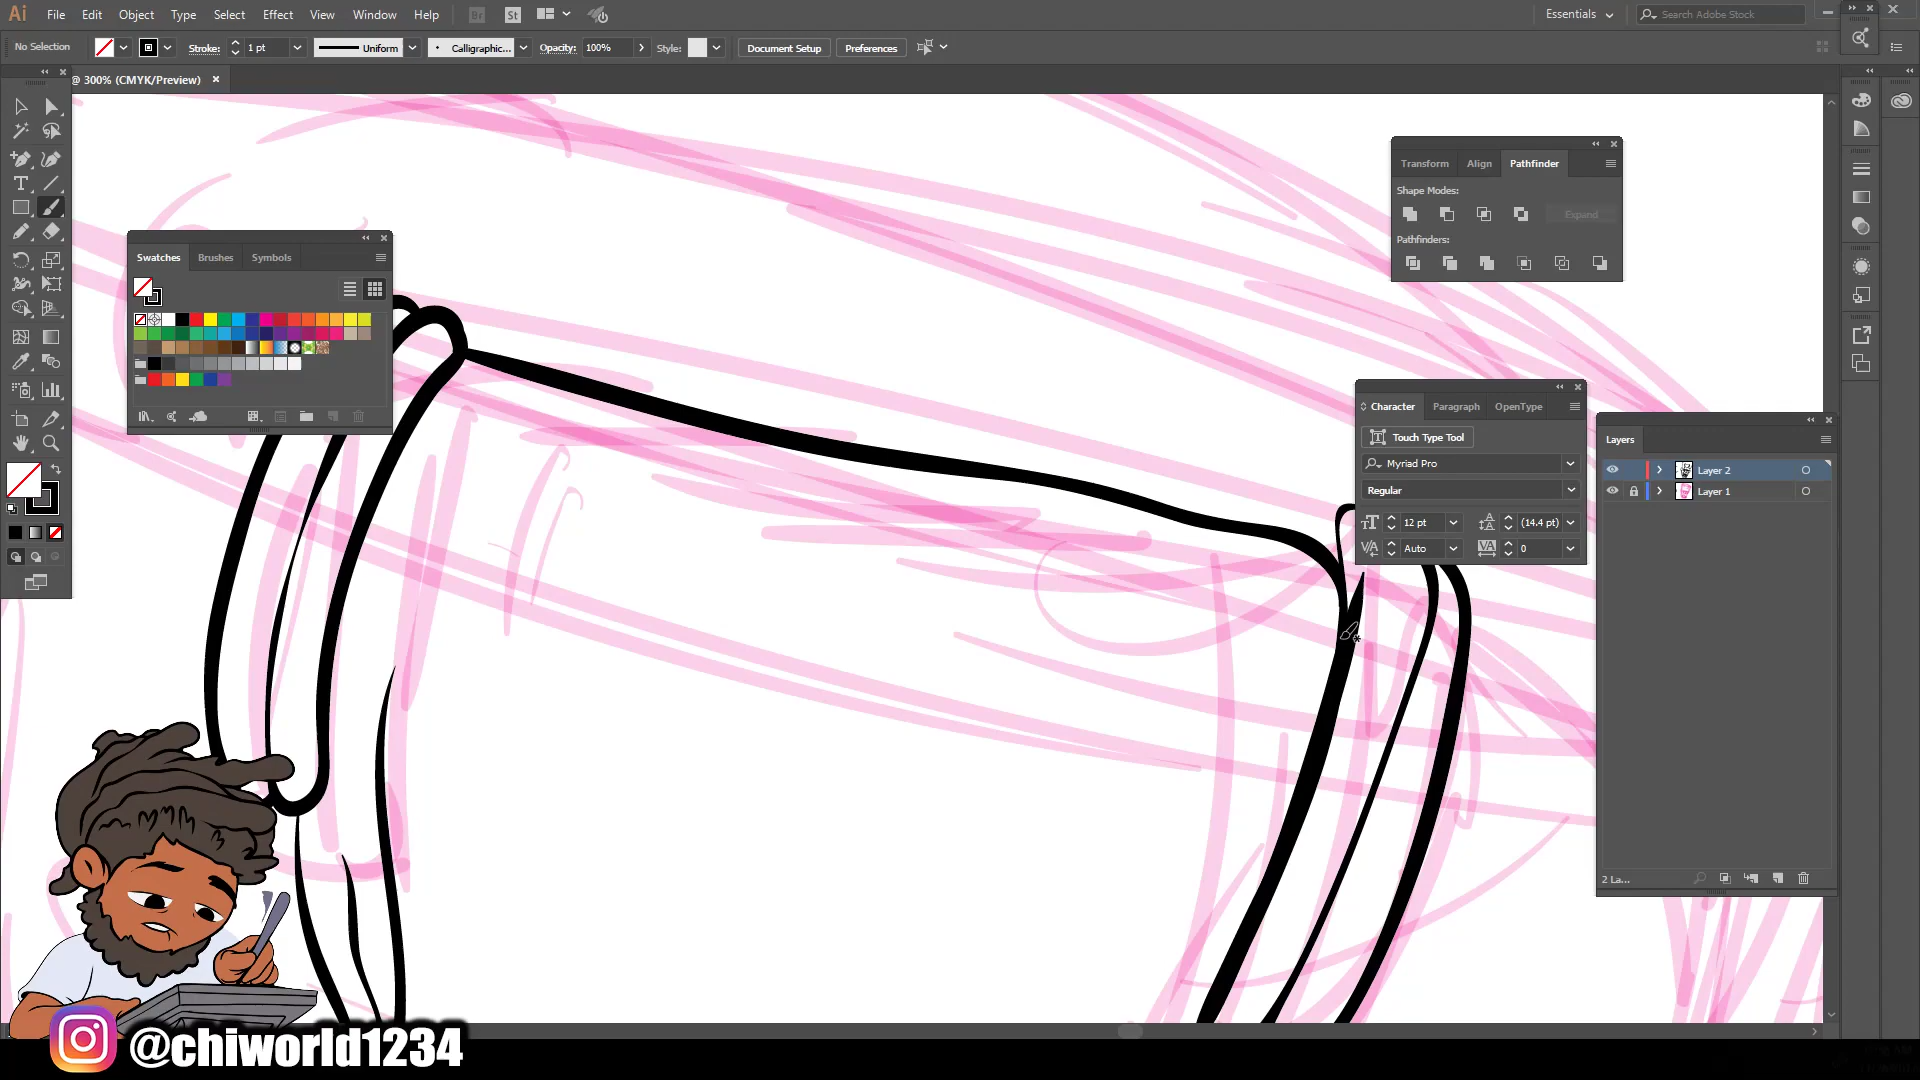 Ai File Edit Object Type Select Effect View Window Help Br St Essentials Search Adobe Stock
No Selection Stroke: 1 pt Uniform Calligraphic... Opacity: 100% Style: Document Setup Preferences
@ 300% (CMYK/Preview)
Transform Align Pathfinder
Shape Modes:
Expand
Pathfinders:
Swatches Brushes Symbols
Character Paragraph OpenType
Touch Type Tool
Myriad Pro
Regular
12 pt (14.4 pt)
Auto 0
Layers
Layer 2
Layer 1
2 La...
@chiworld1234